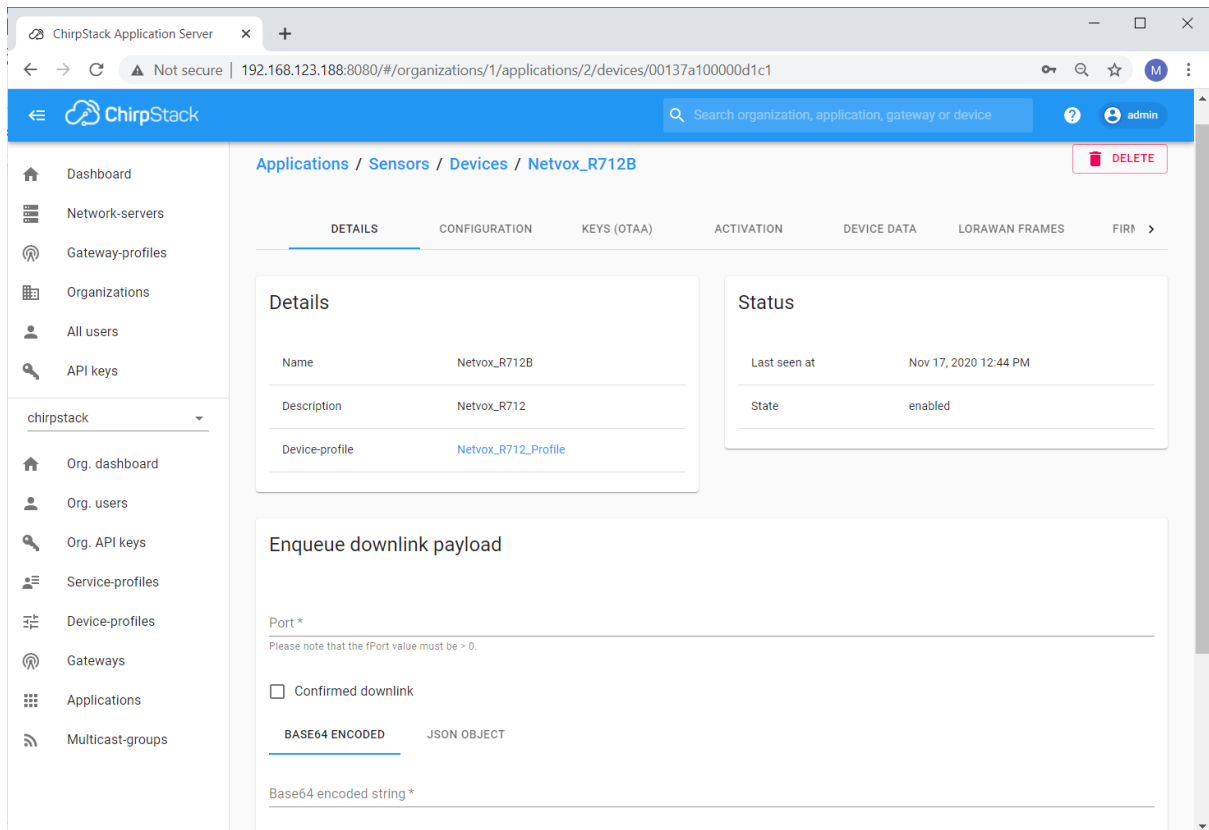 ChirpStack Application Server
Not secure | 192.168.123.188:8080/#/organizations/1/applications/2/devices/00137a100000d1c1
M
ChirpStack
Search organization, application, gateway or device
?
admin
Dashboard
Network-servers
Gateway-profiles
Organizations
All users
API keys
chirpstack
Org. dashboard
Org. users
Org. API keys
Service-profiles
Device-profiles
Gateways
Applications
Multicast-groups
Applications / Sensors / Devices / Netvox_R712B
DELETE
DETAILS CONFIGURATION KEYS (OTAA) ACTIVATION DEVICE DATA LORAWAN FRAMES FIRM
Details
Name Netvox_R712B
Description Netvox_R712
Device-profile Netvox_R712_Profile
Status
Last seen at Nov 17, 2020 12:44 PM
State enabled
Enqueue downlink payload
Port *
Please note that the fPort value must be > 0.
Confirmed downlink
BASE64 ENCODED JSON OBJECT
Base64 encoded string *